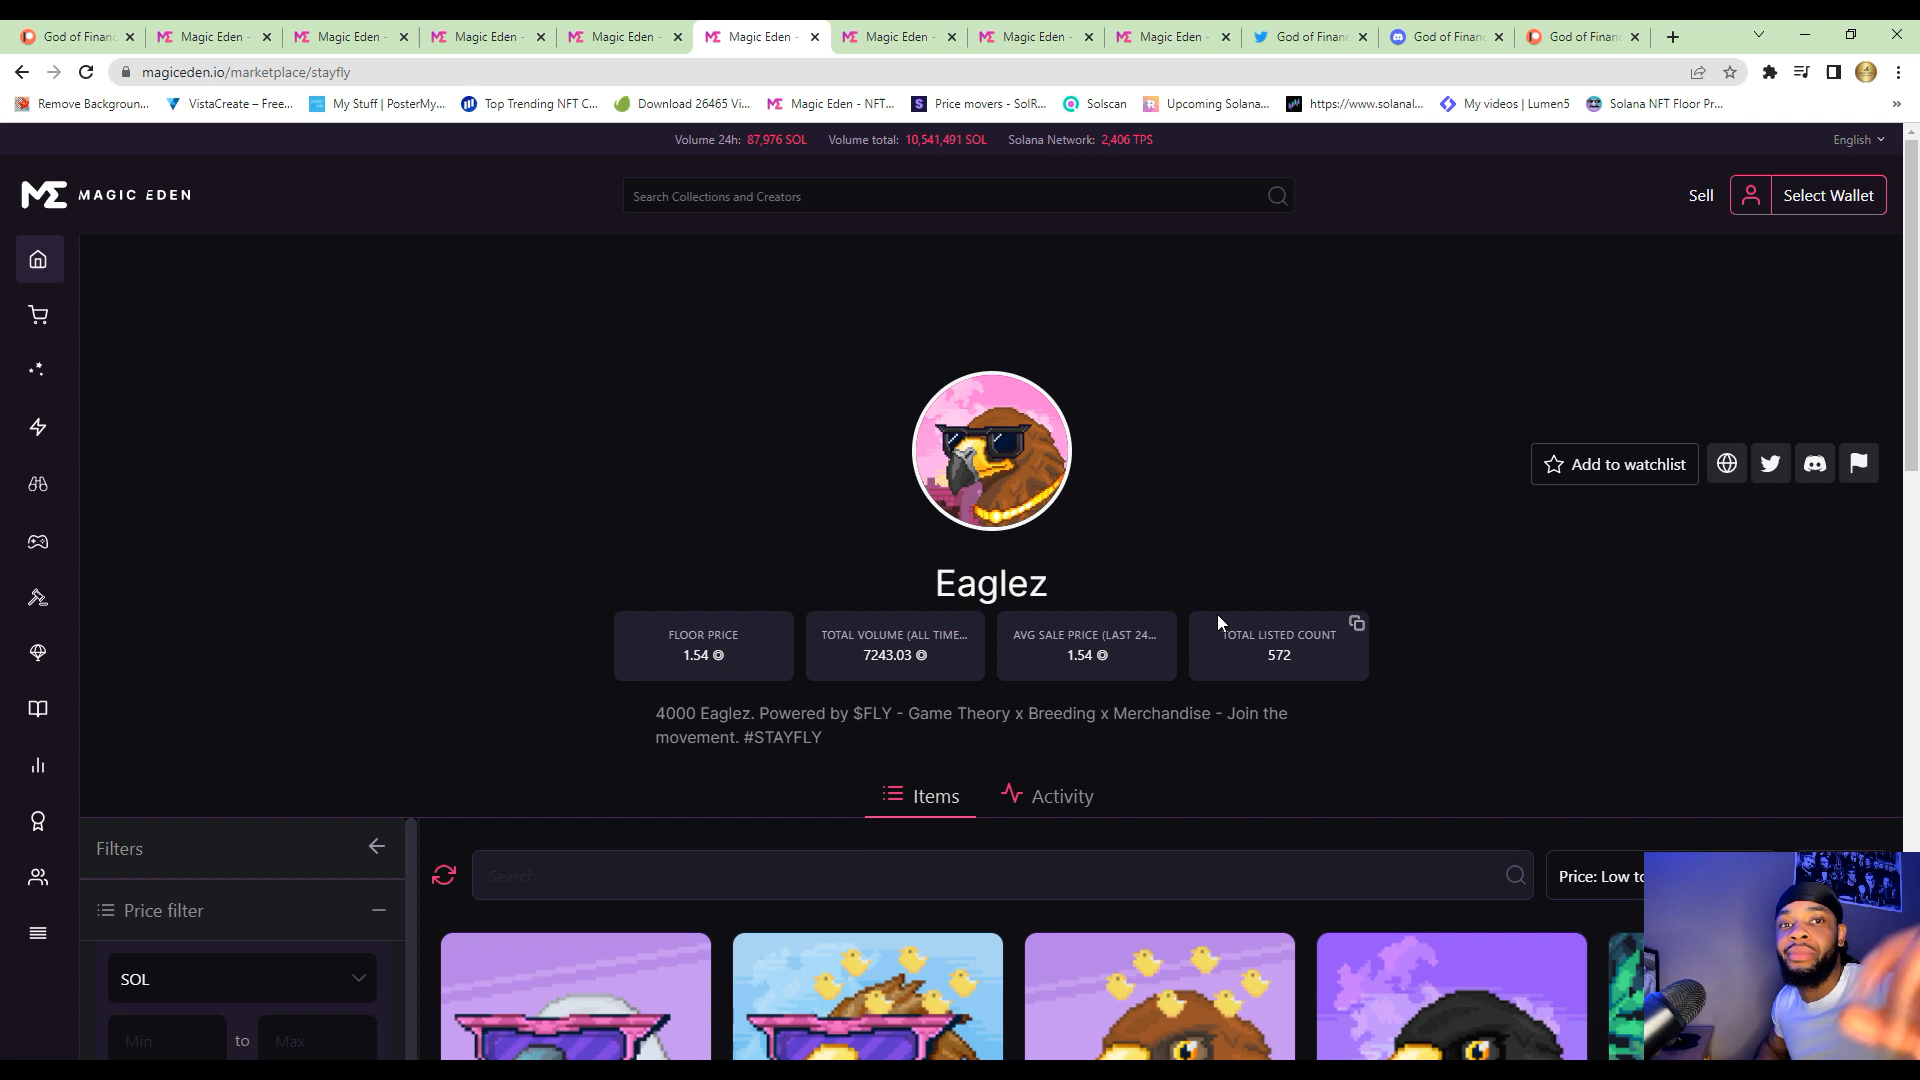 God of Financ
Magic Eden -
Magic Eden -
Magic Eden -
Magic Eden -
Magic Eden -
Magic Eden -
Magic Eden -
Magic Eden -
God of Financ
God of Financ
God of Financ
magiceden.io/marketplace/stayfly
Remove Backgroun...
VistaCreate – Free...
My Stuff | PosterMy...
Top Trending NFT C...
Download 26465 Vi...
Magic Eden - NFT...
Price movers - SolR...
Solscan
Upcoming Solana...
https://www.solanal...
My videos | Lumen5
Solana NFT Floor Pr...
»
Volume 24h: 87,976 SOL
Volume total: 10,541,491 SOL
Solana Network: 2,406 TPS
English
MAGIC EDEN
Search Collections and Creators
Sell
Select Wallet
Add to watchlist
Eaglez
FLOOR PRICE
1.54
TOTAL VOLUME (ALL TIME...
7243.03
AVG SALE PRICE (LAST 24...
1.54
TOTAL LISTED COUNT
572
4000 Eaglez. Powered by $FLY - Game Theory x Breeding x Merchandise - Join the
movement. #STAYFLY
Items
Activity
Filters
Search
Price: Low to
Price filter
SOL
Min
to
Max